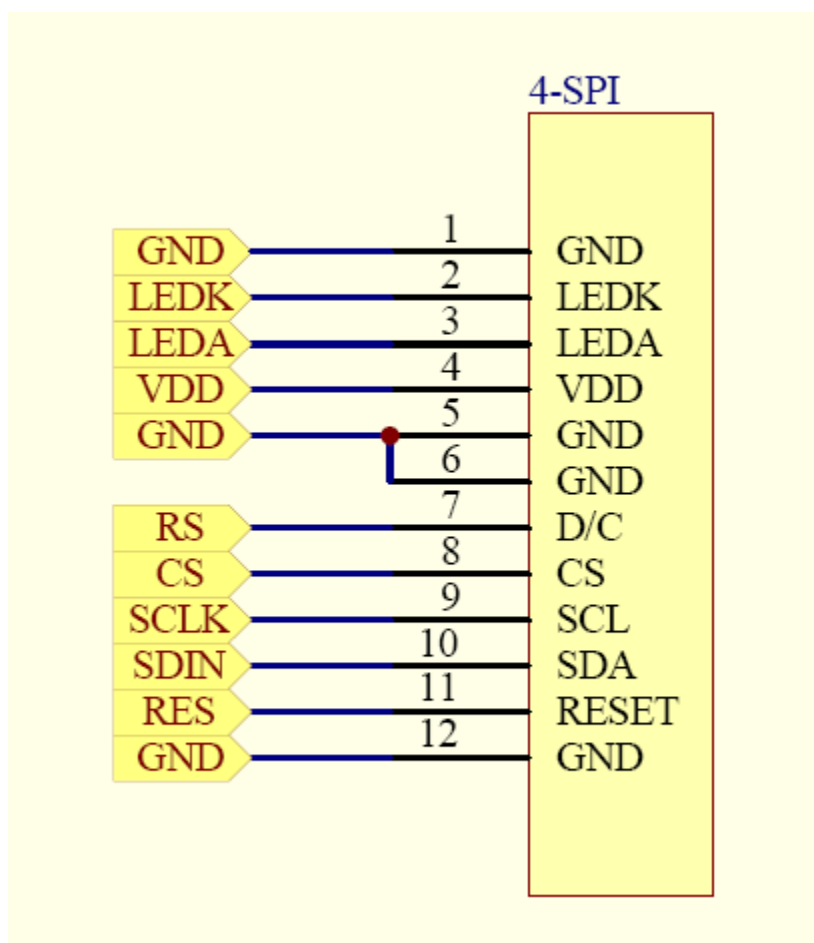 4-SPI
GND 1 GND
LEDK 2 LEDK
LEDA 3 LEDA
VDD 4 VDD
GND 5 GND
6 GND
RS 7 D/C
CS 8 CS
SCLK 9 SCL
SDIN 10 SDA
RES 11 RESET
GND 12 GND